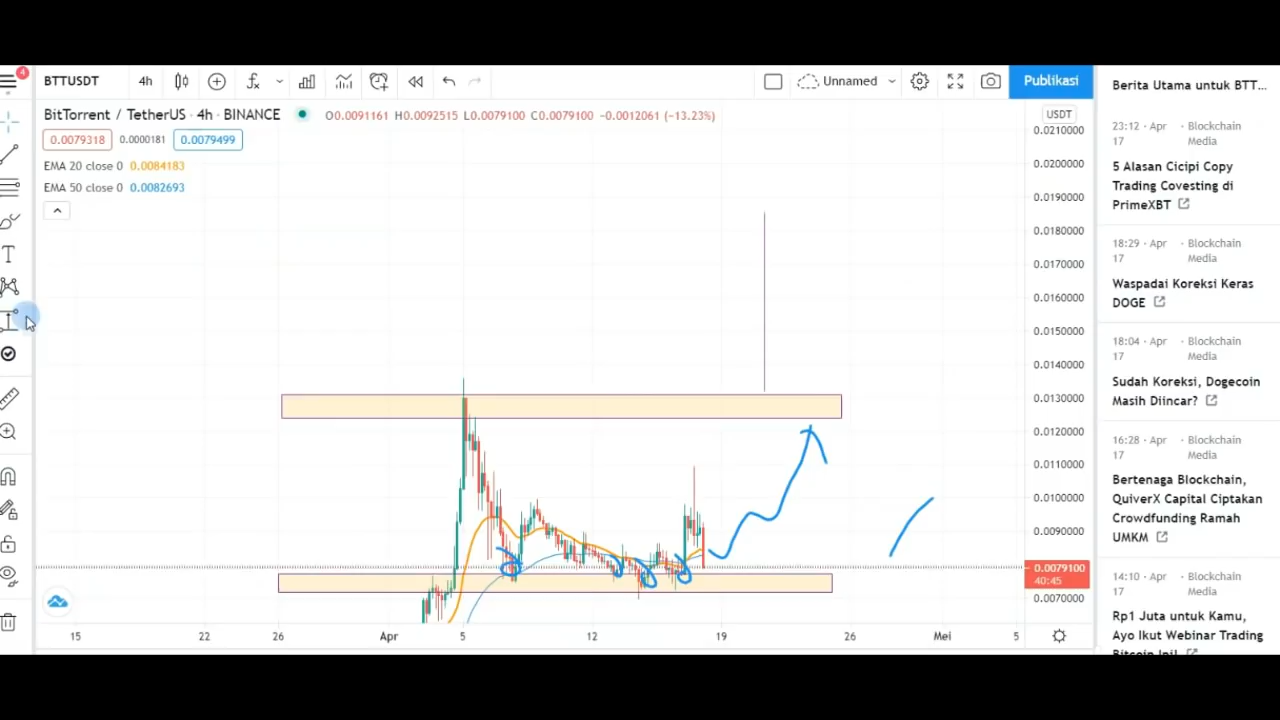 4
BTTUSDT
4h
Unnamed
Publikasi
BitTorrent / TetherUS · 4h · BINANCE
O0.0091161 H0.0092515 L0.0079100 C0.0079100 −0.0012061 (−13.23%)
0.0079318 0.0000181 0.0079499
EMA 20 close 0 0.0084183
EMA 50 close 0 0.0082693
USDT
0.0210000
0.0200000
0.0190000
0.0180000
0.0170000
0.0160000
0.0150000
0.0140000
0.0130000
0.0120000
0.0110000
0.0100000
0.0090000
0.0079100
40:45
0.0070000
15 22 26 Apr 5 12 19 26 Mei 5
Berita Utama untuk BTT...
23:12 · Apr 17 · Blockchain Media
5 Alasan Cicipi Copy
Trading Covesting di
PrimeXBT
18:29 · Apr 17 · Blockchain Media
Waspadai Koreksi Keras
DOGE
18:04 · Apr 17 · Blockchain Media
Sudah Koreksi, Dogecoin
Masih Diincar?
16:28 · Apr 17 · Blockchain Media
Bertenaga Blockchain,
QuiverX Capital Ciptakan
Crowdfunding Ramah
UMKM
14:10 · Apr 17 · Blockchain Media
Rp1 Juta untuk Kamu,
Ayo Ikut Webinar Trading
Bitcoin Ini!